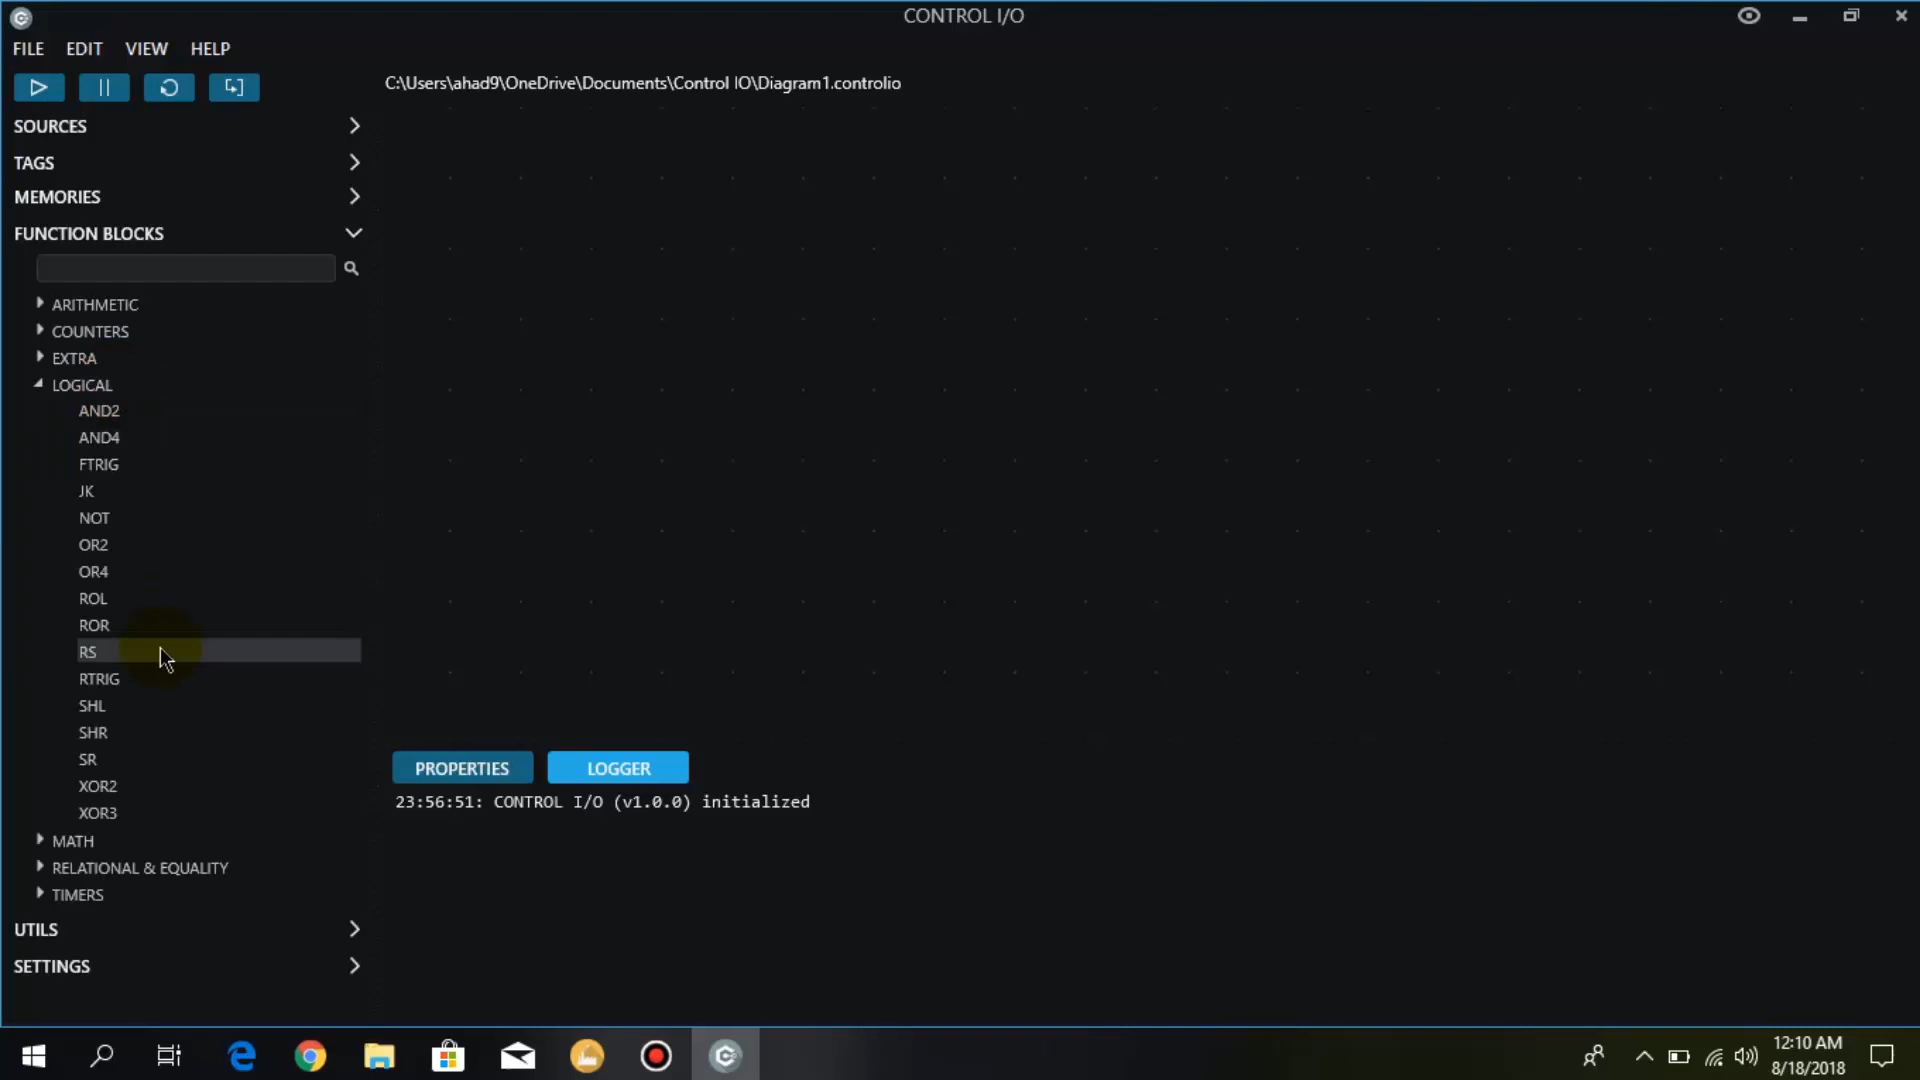 CONTROL I/O
FILE EDIT VIEW HELP
C:\Users\ahad9\OneDrive\Documents\Control IO\Diagram1.controlio
SOURCES
TAGS
MEMORIES
FUNCTION BLOCKS
ARITHMETIC
COUNTERS
EXTRA
LOGICAL
AND2
AND4
FTRIG
JK
NOT
OR2
OR4
ROL
ROR
RS
RTRIG
SHL
SHR
SR
XOR2
XOR3
MATH
RELATIONAL & EQUALITY
TIMERS
UTILS
SETTINGS
PROPERTIES LOGGER
23:56:51: CONTROL I/O (v1.0.0) initialized
12:10 AM
8/18/2018